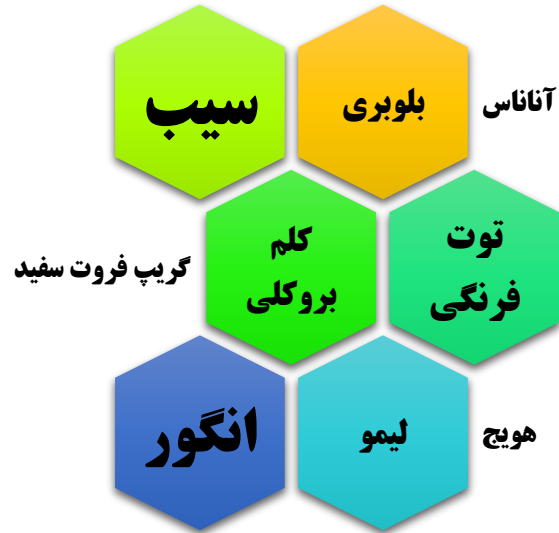 آناناس
بلوبری
سیب
توت
فرنگی
کلم
بروکلی
گریپ فروت سفید
هویج
لیمو
انگور